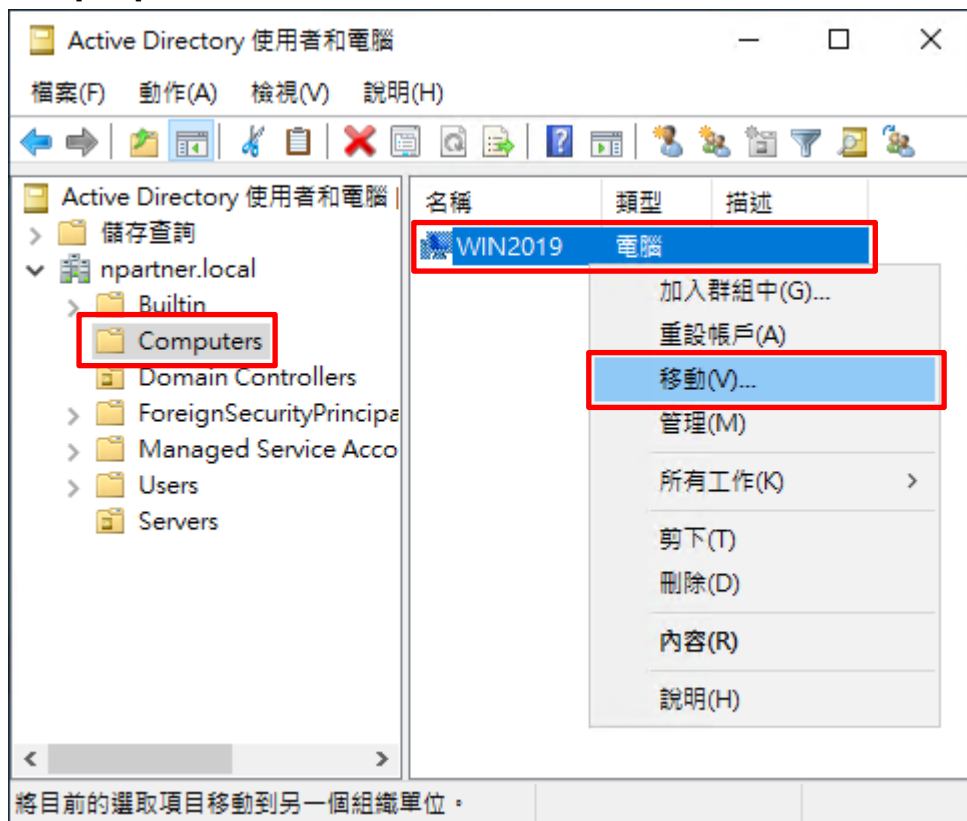 Active Directory 使用者和電腦
檔案(F) 動作(A) 檢視(V) 說明(H)
Active Directory 使用者和電腦
儲存查詢
npartner.local
Builtin
Computers
Domain Controllers
ForeignSecurityPrincipa
Managed Service Acco
Users
Servers
名稱 類型 描述
WIN2019 電腦
加入群組中(G)...
重設帳戶(A)
移動(V)...
管理(M)
所有工作(K)
剪下(T)
刪除(D)
內容(R)
說明(H)
將目前的選取項目移動到另一個組織單位。